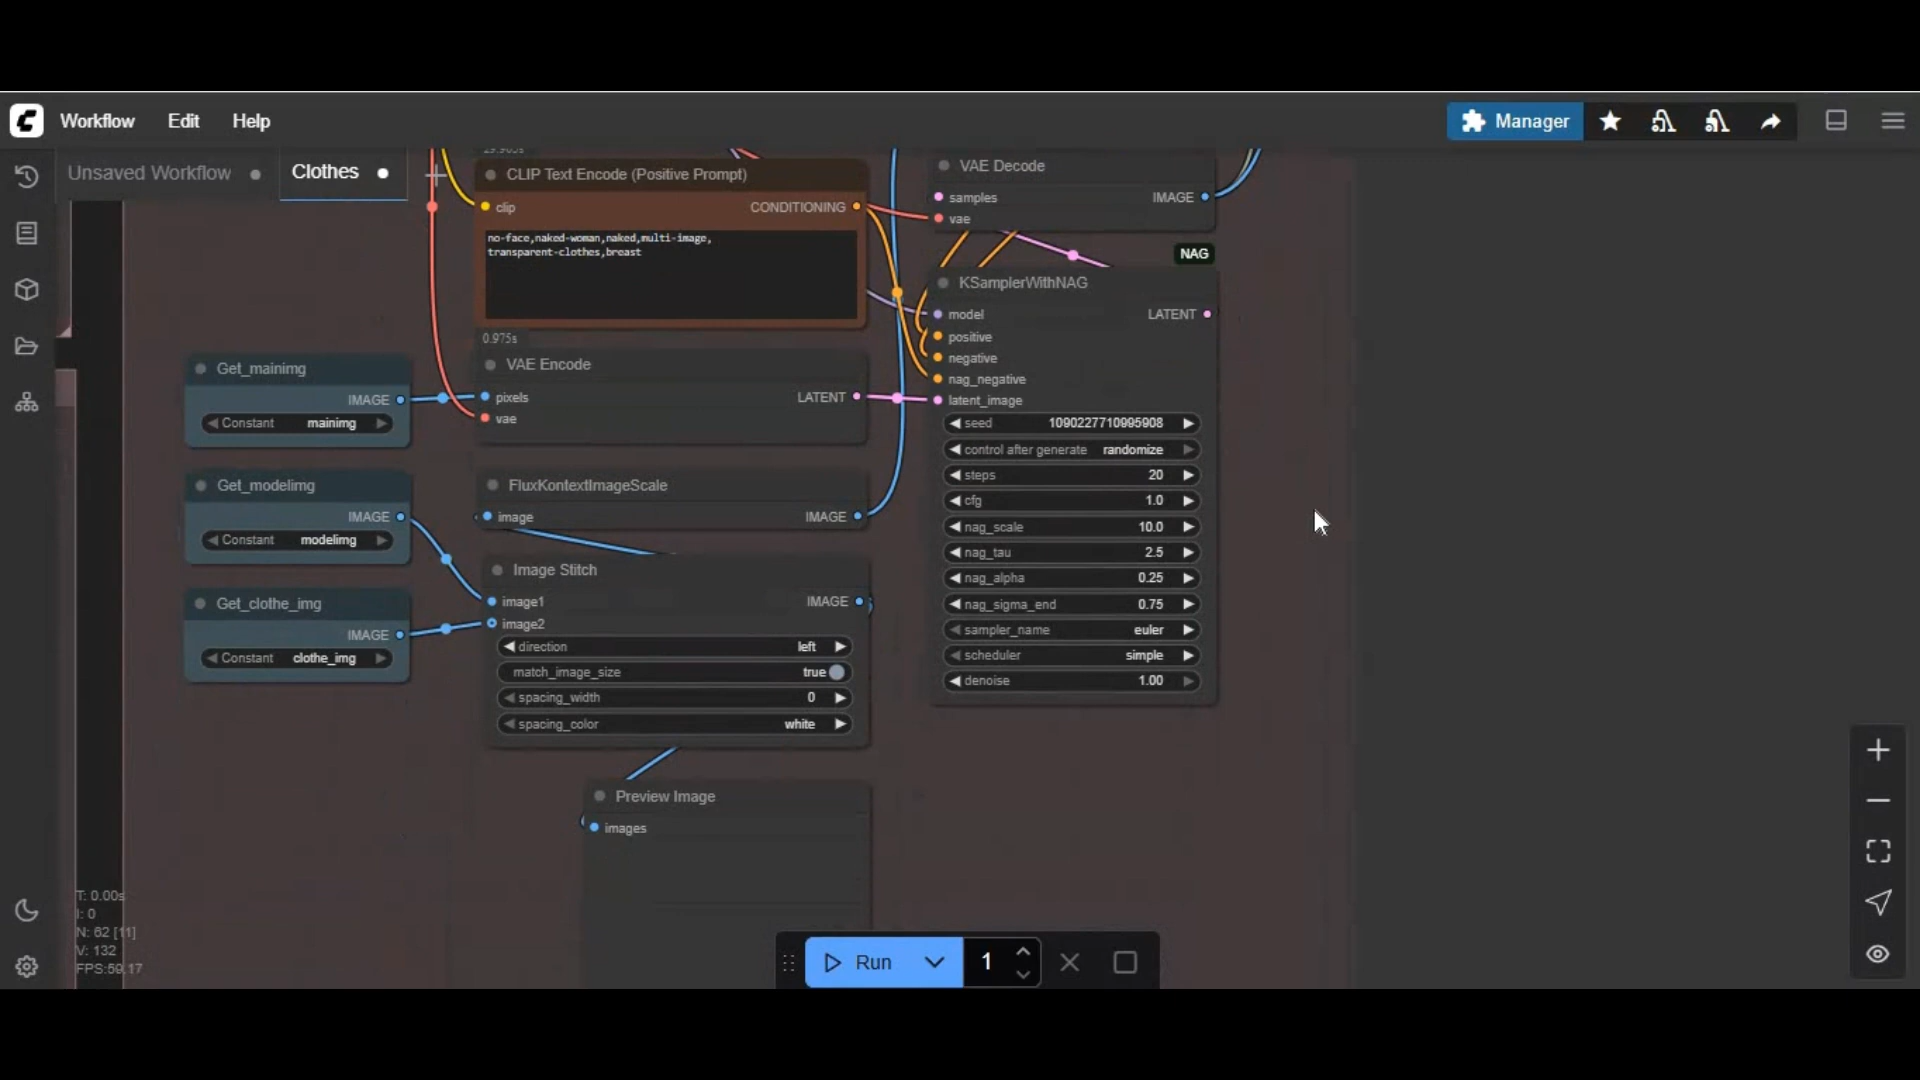 Workflow
Edit
Help
Manager
Unsaved Workflow
Clothes
CLIP Text Encode (Positive Prompt)
clip
CONDITIONING
no-face,naked-woman,naked,multi-image,
transparent-clothes,breast
0.975s
VAE Encode
pixels
LATENT
vae
Get_mainimg
IMAGE
Constant
mainimg
Get_modelimg
IMAGE
Constant
modelimg
Get_clothe_img
IMAGE
Constant
clothe_img
FluxKontextImageScale
image
IMAGE
Image Stitch
image1
IMAGE
image2
direction
left
match_image_size
true
spacing_width
0
spacing_color
white
Preview Image
images
VAE Decode
samples
IMAGE
vae
NAG
KSamplerWithNAG
model
LATENT
positive
negative
nag_negative
latent_image
seed
1090227710995908
control after generate
randomize
steps
20
cfg
1.0
nag_scale
10.0
nag_tau
2.5
nag_alpha
0.25
nag_sigma_end
0.75
sampler_name
euler
scheduler
simple
denoise
1.00
T: 0.00s
I: 0
N: 62 [11]
V: 132
FPS:59.17
Run
1